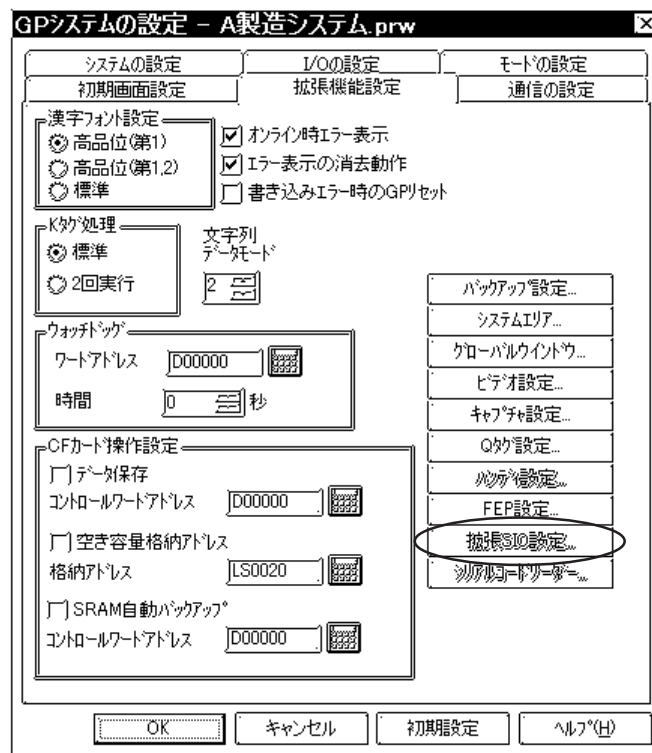 GPシステムの設定 － A製造システム.prw
システムの設定
I/Oの設定
モードの設定
初期画面設定
拡張機能設定
通信の設定
漢字フォント設定
高品位(第1)
高品位(第1,2)
標準
オンライン時エラー表示
エラー表示の消去動作
書き込みエラー時のGPリセット
Kタグ処理
標準
2回実行
文字列
データモード
2
ウォッチドッグ
ワードアドレス D00000
時間 0 秒
CFカード操作設定
データ保存
コントロールワードアドレス D00000
空き容量格納アドレス
格納アドレス LS0020
SRAM自動バックアップ
コントロールワードアドレス D00000
バックアップ設定...
システムエリア...
グローバルウインドウ...
ビデオ設定...
キャプチャ設定...
Qタグ設定...
ハンディ設定...
FEP設定...
拡張SIO設定...
シリアルコードリーダー...
OK
キャンセル
初期設定
ヘルプ(H)